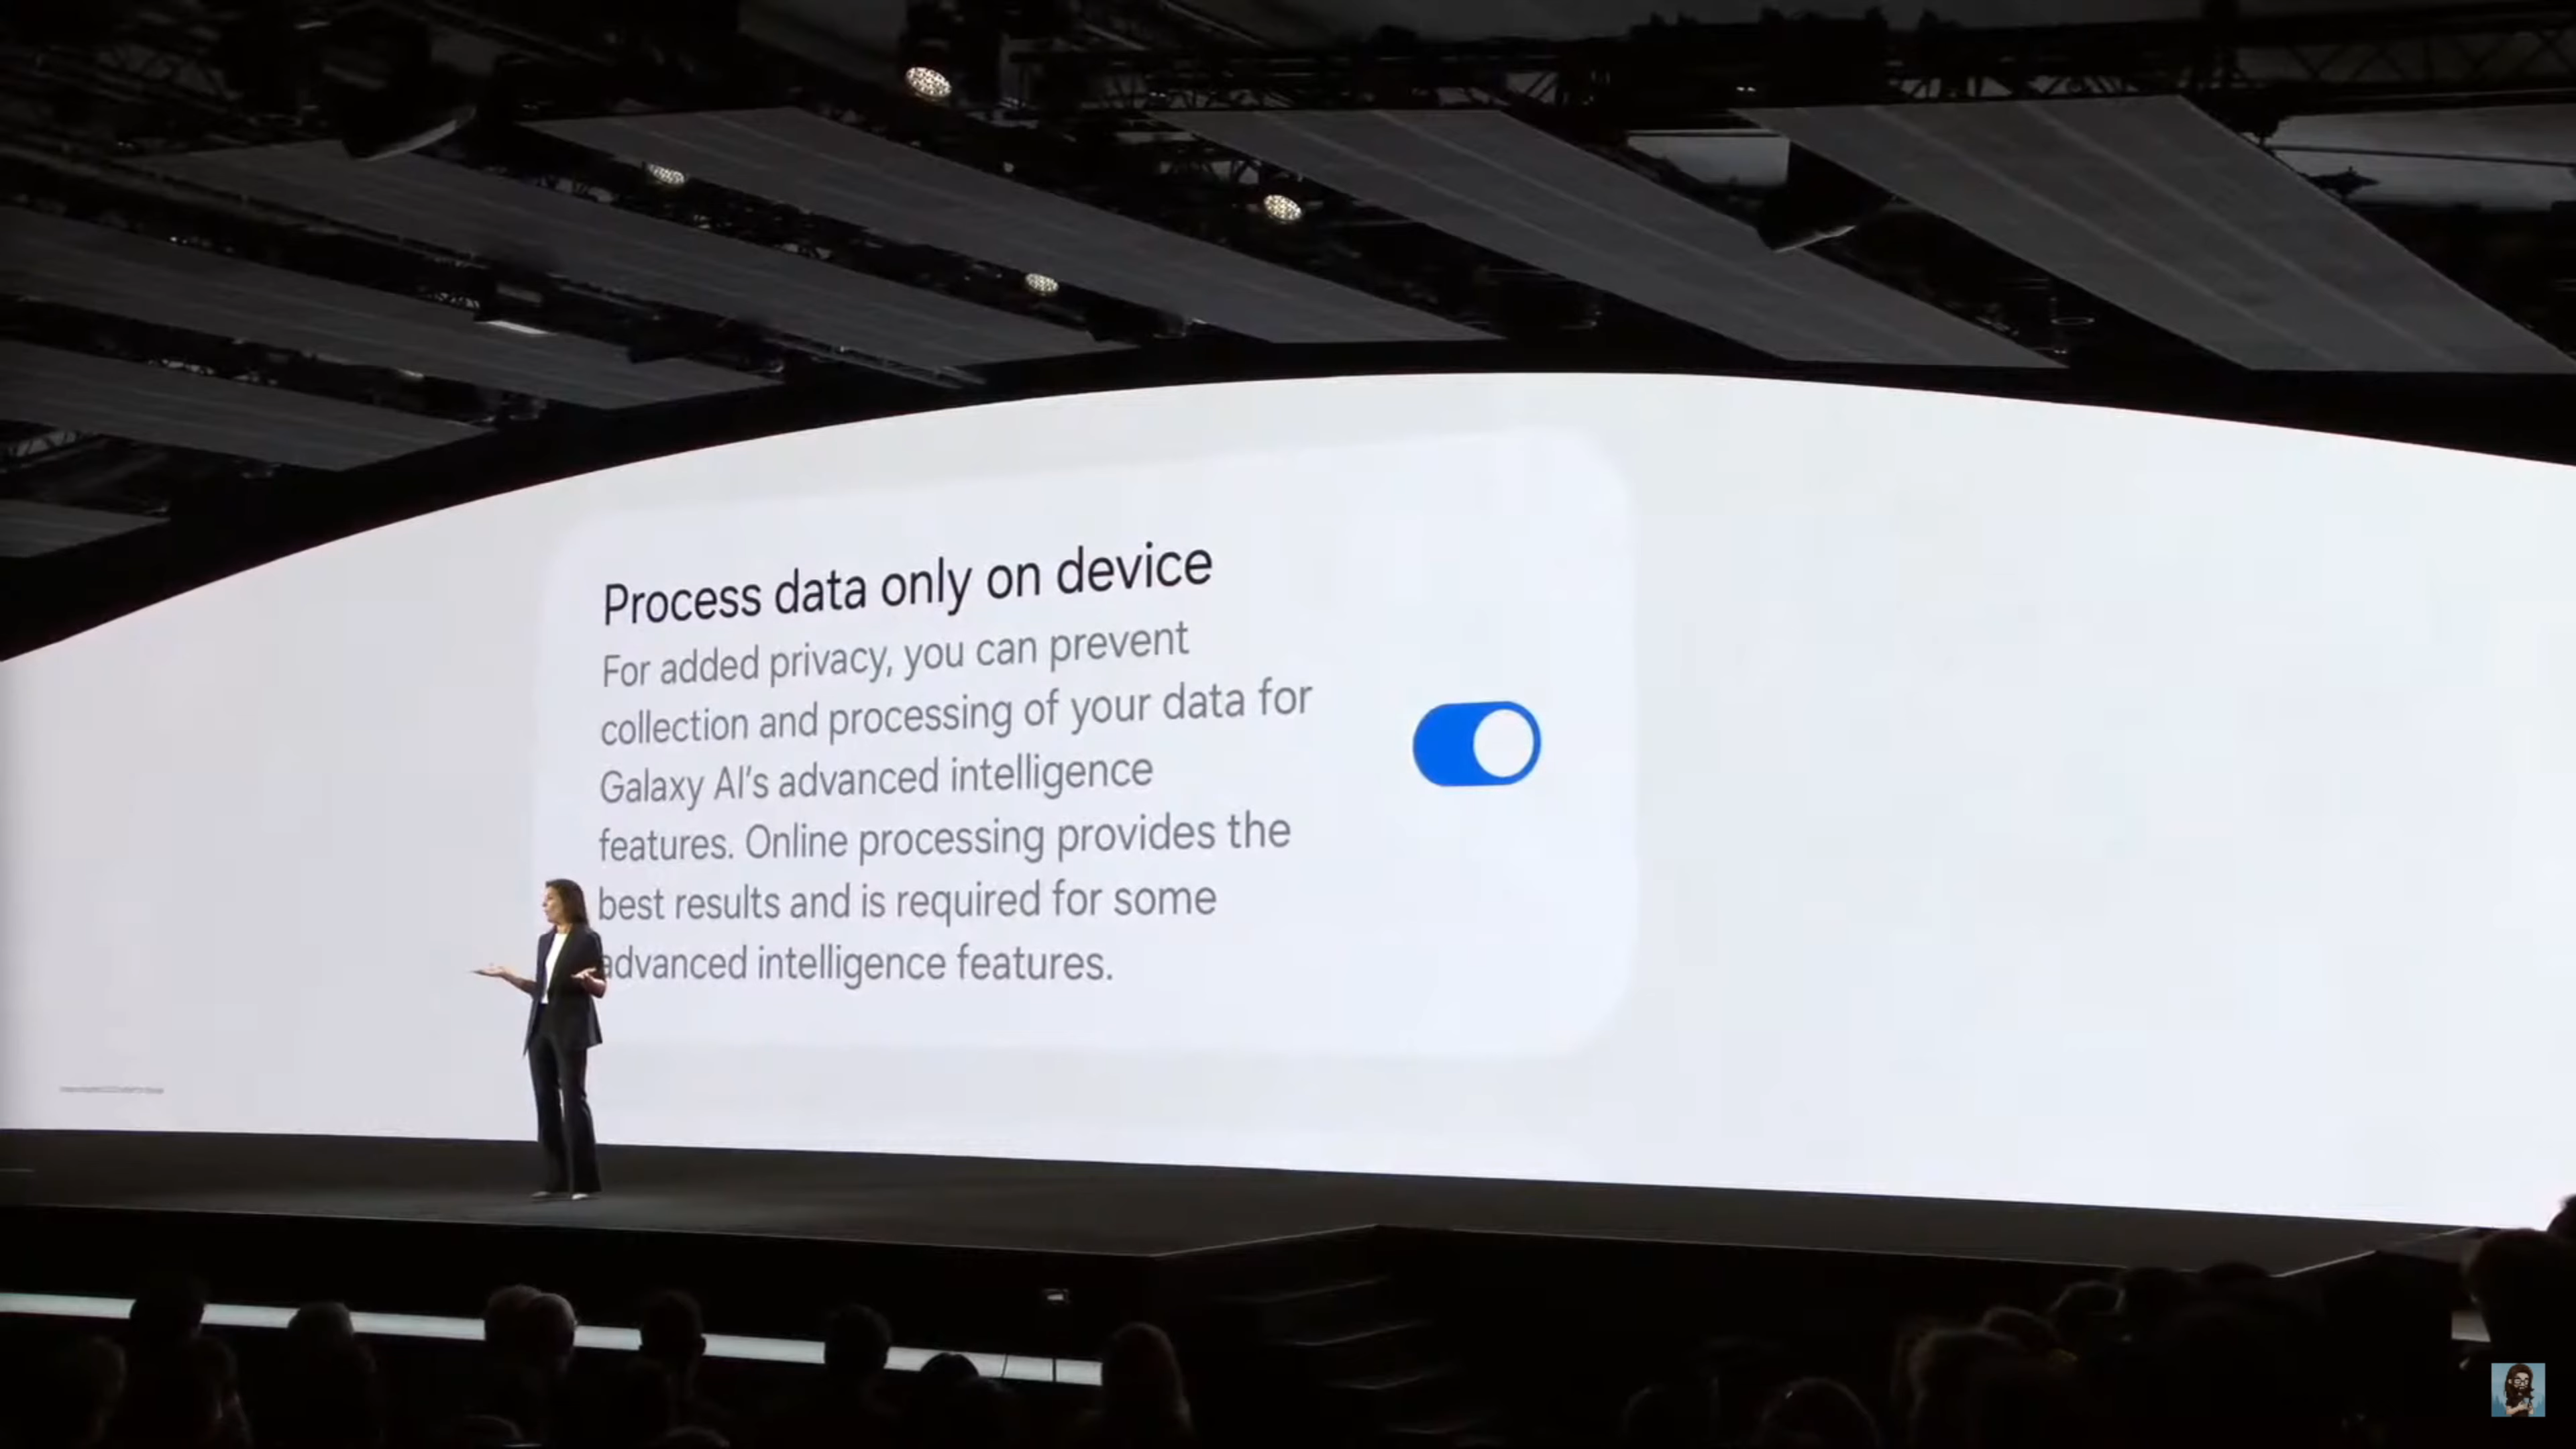 Process data only on device
For added privacy, you can prevent
collection and processing of your data for
Galaxy AI's advanced intelligence
features. Online processing provides the
best results and is required for some
advanced intelligence features.